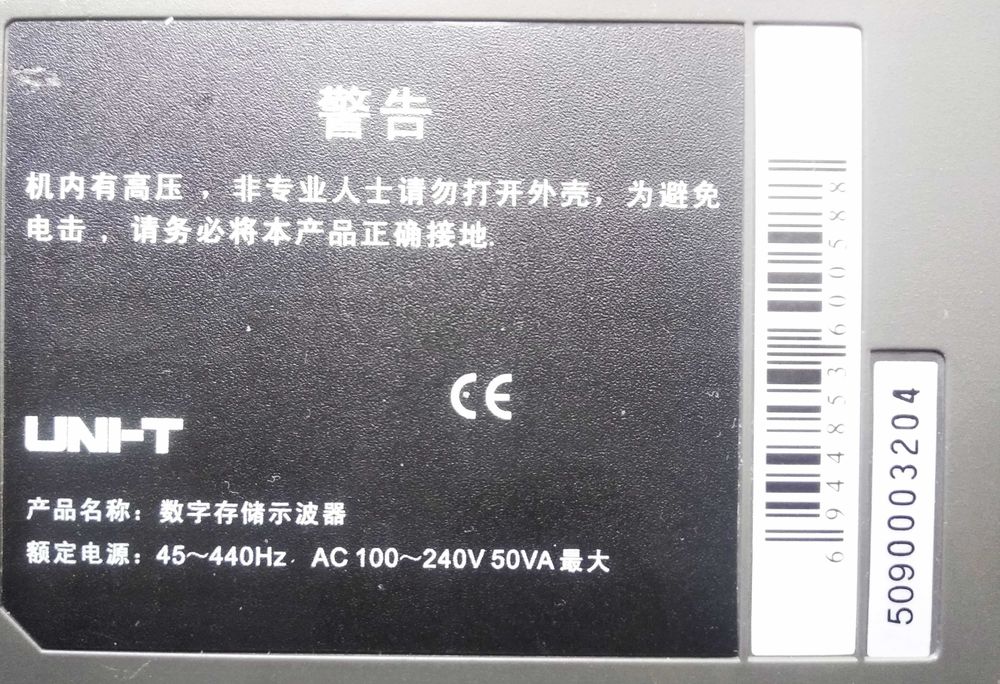 警告
机内有高压，非专业人士请勿打开外壳，为避免
电击，请务必将本产品正确接地.
CE
UNI-T
产品名称：数字存储示波器
额定电源：45～440Hz. AC 100～240V 50VA 最大
6944853600588
5090003204